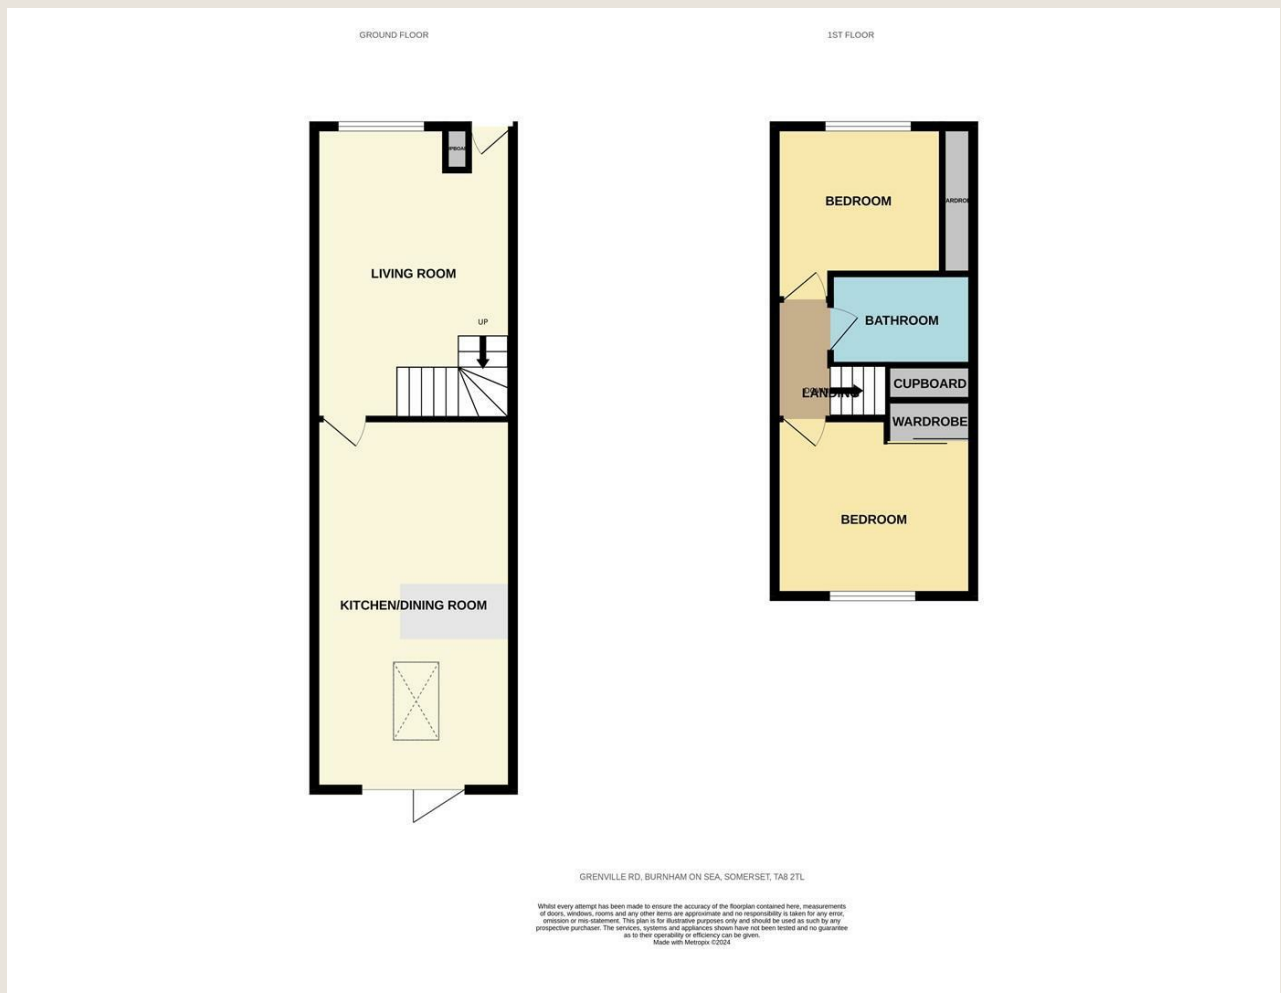 GROUND FLOOR
1ST FLOOR
LIVING ROOM
UP
KITCHEN/DINING ROOM
BEDROOM
BATHROOM
CUPBOARD
LANDING
WARDROBE
BEDROOM
GRENVILLE RD, BURNHAM ON SEA, SOMERSET, TA8 2TL
Whilst every attempt has been made to ensure the accuracy of the floorplan contained here, measurements
of doors, windows, rooms and any other items are approximate and no responsibility is taken for any error,
omission or mis-statement. This plan is for illustrative purposes only and should be used as such by any
prospective purchaser. The services, systems and appliances shown have not been tested and no guarantee
as to their operability or efficiency can be given.
Made with Metropix ©2024